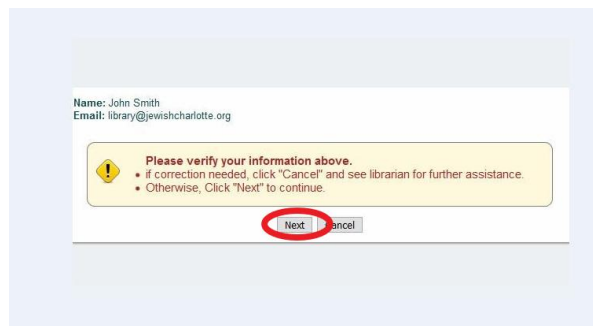 Name: John Smith
Email: library@jewishcharlotte.org
Please verify your information above.
• if correction needed, click "Cancel" and see librarian for further assistance.
• Otherwise, Click "Next" to continue.
Next Cancel